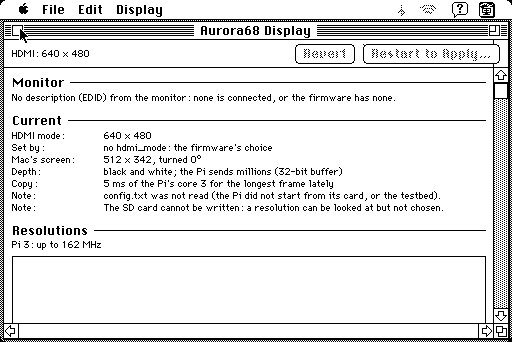 File Edit Display
Aurora68 Display
HDMI: 640 × 480
Revert
Restart to Apply...
Monitor
No description (EDID) from the monitor: none is connected, or the firmware has none.
Current
HDMI mode: 640 × 480
Set by: no hdmi_mode: the firmware's choice
Mac's screen: 512 × 342, turned 0°
Depth: black and white; the Pi sends millions (32-bit buffer)
Copy: 5 ms of the Pi's core 3 for the longest frame lately
Note: config.txt was not read (the Pi did not start from its card, or the testbed).
Note: The SD card cannot be written: a resolution can be looked at but not chosen.
Resolutions
Pi 3: up to 162 MHz